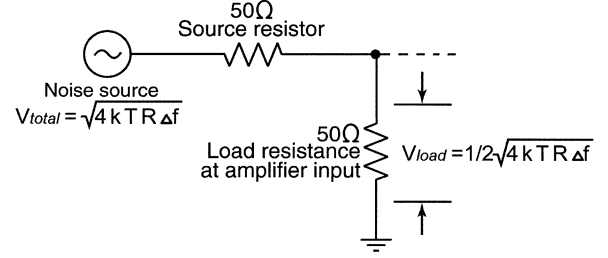 50Ω
Source resistor
Noise source
Vtotal = √4 k T R Δf
50Ω
Load resistance
at amplifier input
Vload =1/2√4 k T R Δf